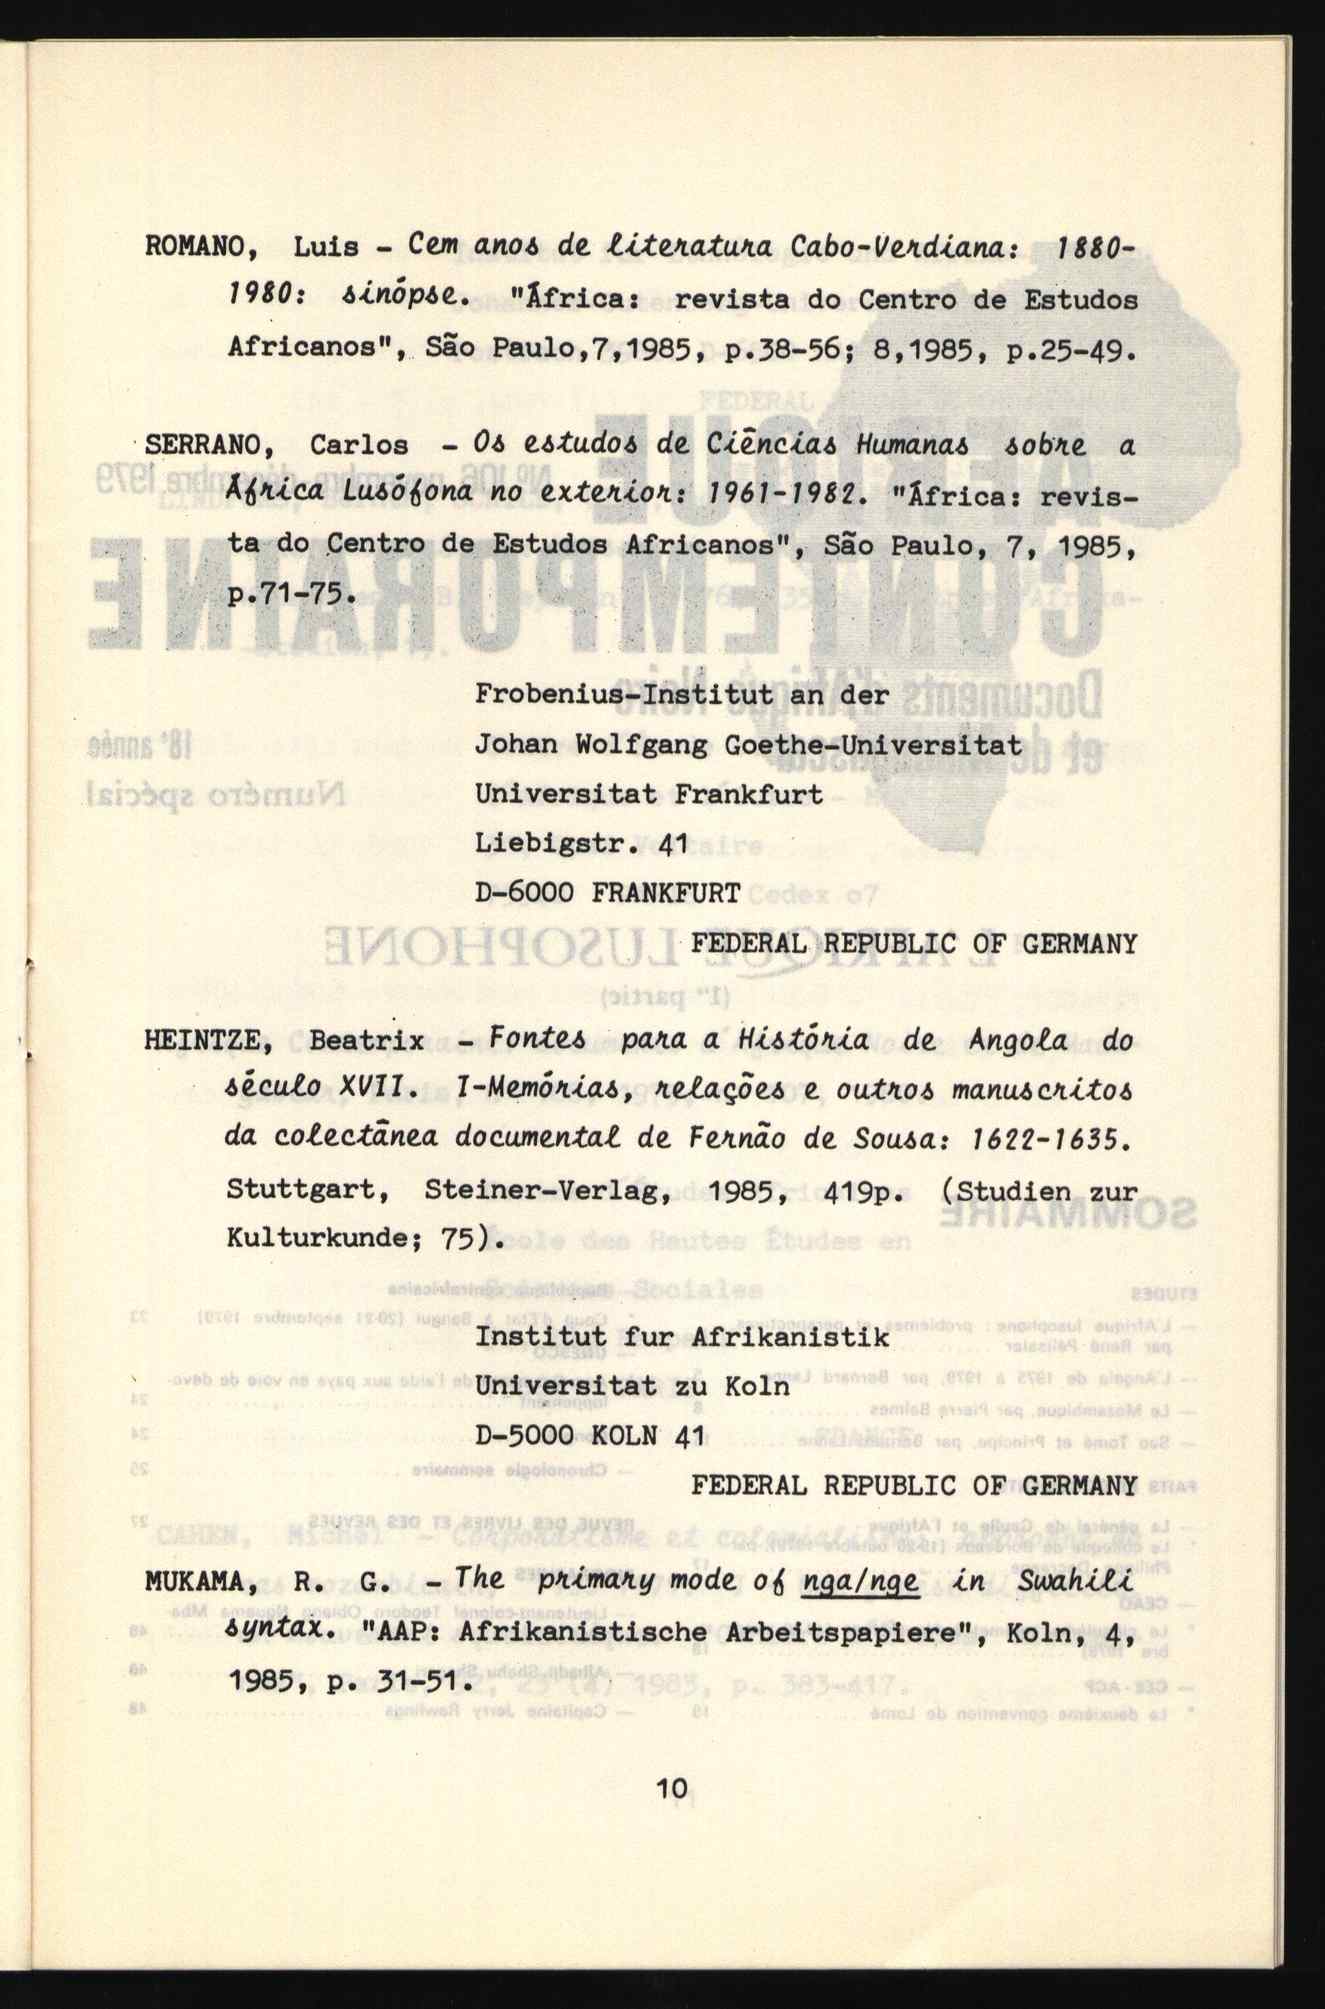 ROMANO, Luis - Cem anos de literatura Cabo-Verdiana: 1880-
1980: sinópse. "África: revista do Centro de Estudos
Africanos", São Paulo,7,1985, p.38-56; 8,1985, p.25-49.
SERRANO, Carlos - Os estudos de Ciências Humanas sobre a
África Lusófona no exterior: 1961-1982. "África: revis-
ta do Centro de Estudos Africanos", São Paulo, 7, 1985,
p.71-75.
Frobenius-Institut an der
Johan Wolfgang Goethe-Universitat
Universitat Frankfurt
Liebigstr. 41
D-6000 FRANKFURT
FEDERAL REPUBLIC OF GERMANY
HEINTZE, Beatrix - Fontes para á História de Angola do
século XVII. I-Memórias, relações e outros manuscritos
da colectânea documental de Fernão de Sousa: 1622-1635.
Stuttgart, Steiner-Verlag, 1985, 419p. (Studien zur
Kulturkunde; 75).
Institut fur Afrikanistik
Universitat zu Koln
D-5000 KOLN 41
FEDERAL REPUBLIC OF GERMANY
MUKAMA, R. G. - The primary mode of nga/nge in Swahili
syntax. "AAP: Afrikanistische Arbeitspapiere", Koln, 4,
1985, p. 31-51.
10